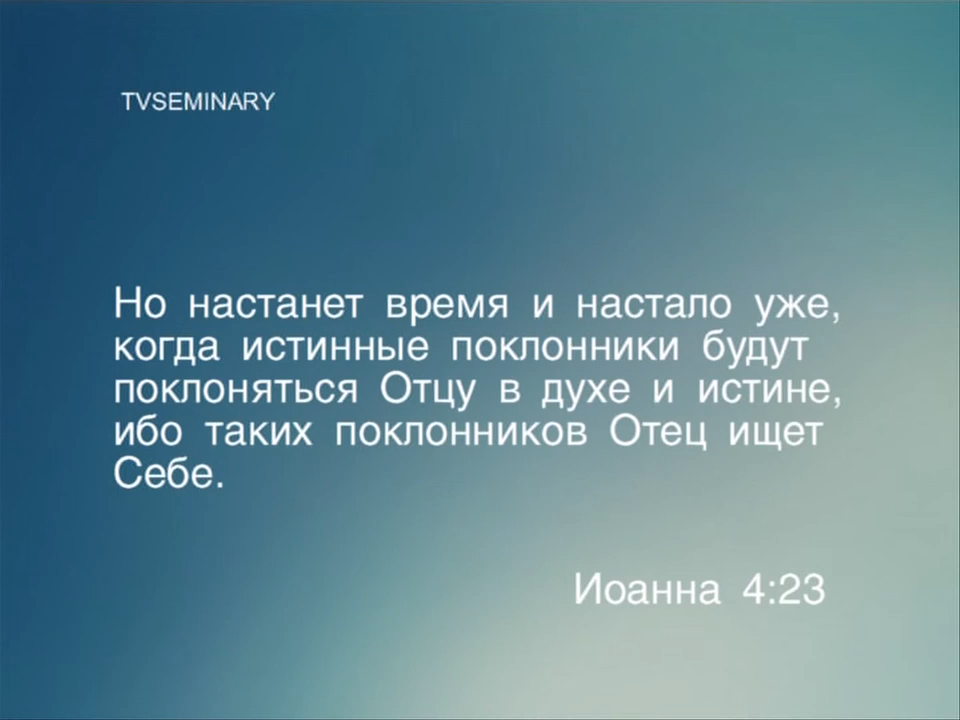 TVSEMINARY
Но настанет время и настало уже,
когда истинные поклонники будут
поклоняться Отцу в духе и истине,
ибо таких поклонников Отец ищет
Себе.
Иоанна 4:23